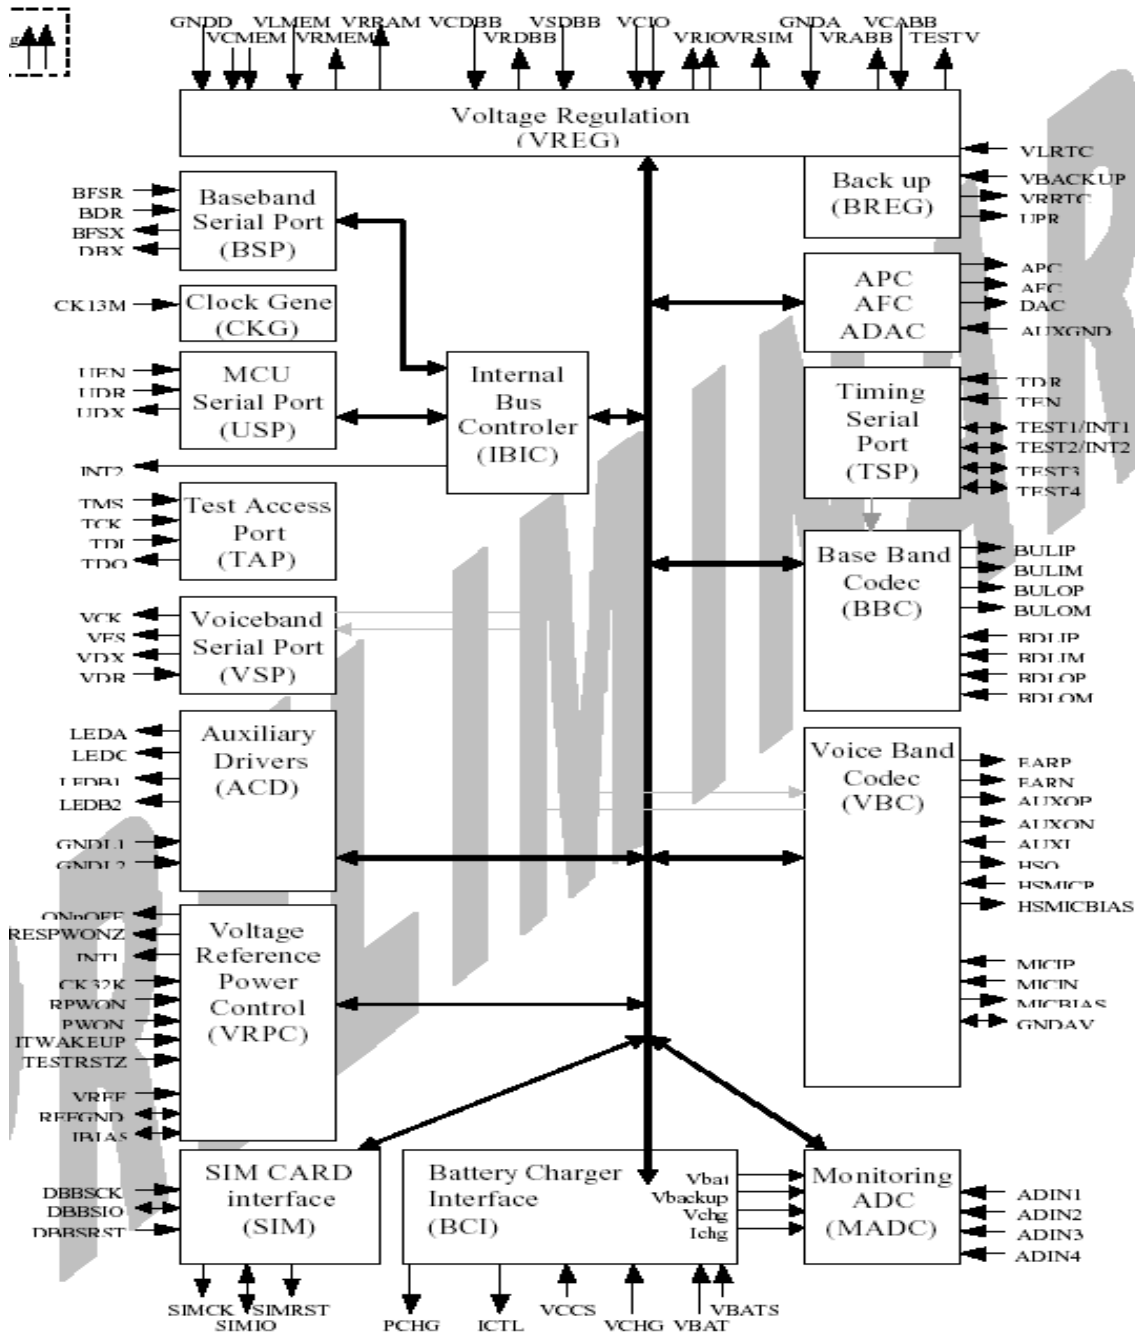 GNDD VLMEM VRRAM VCDBB VSDBB VCIO GNDA VCABB
VCMEM VRMEM VRDBB VRIO VRSIM VRABB TESTV
g
Voltage Regulation
(VREG)
VLRTC
VBACKUP
VRRTC
UPR
Back up
(BREG)
BFSR
BDR
BFSX
DBX
Baseband
Serial Port
(BSP)
CK13M
Clock Gene
(CKG)
APC
AFC
ADAC
APC
AFC
DAC
AUXGND
UEN
UDR
UDX
MCU
Serial Port
(USP)
INT2
Internal
Bus
Controler
(IBIC)
Timing
Serial
Port
(TSP)
TDR
TEN
TEST1/INT1
TEST2/INT2
TEST3
TEST4
TMS
TCK
TDI
TDO
Test Access
Port
(TAP)
Base Band
Codec
(BBC)
BULIP
BULIM
BULOP
BULOM
BDLIP
BDLIM
BDLOP
BDLOM
VCK
VFS
VDX
VDR
Voiceband
Serial Port
(VSP)
LEDA
LEDC
LEDB1
LEDB2
GNDL1
GNDL2
Auxiliary
Drivers
(ACD)
Voice Band
Codec
(VBC)
EARP
EARN
AUXOP
AUXON
AUXI
HSO
HSMICP
HSMICBIAS
MICIP
MICIN
MICBIAS
GNDAV
ONnOFF
RESPWONZ
INT1
CK32K
RPWON
PWON
ITWAKEUP
TESTRSTZ
VREF
REFGND
IBIAS
Voltage
Reference
Power
Control
(VRPC)
SIM CARD
interface
(SIM)
DBBSCK
DBBSIO
DBBSRST
Battery Charger
Interface
(BCI)
Vbat
Vbackup
Vchg
Ichg
Monitoring
ADC
(MADC)
ADIN1
ADIN2
ADIN3
ADIN4
SIMCK SIMRST PCHG ICTL VCCS VCHG VBAT VBATS
SIMIO